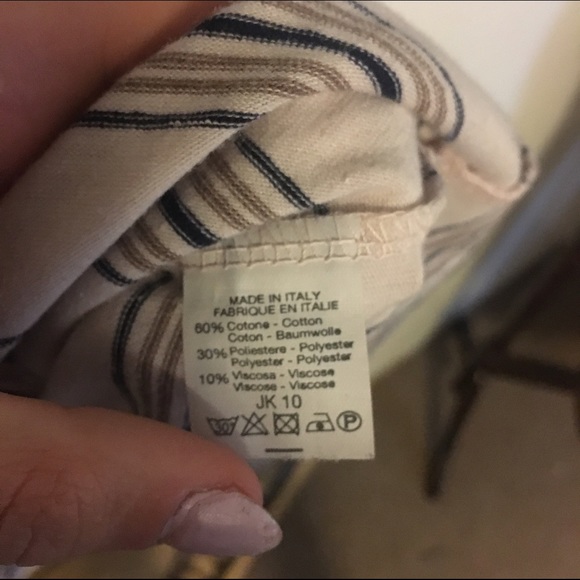 MADE IN ITALY
FABRIQUE EN ITALIE
60% Cotone - Cotton
Coton - Baumwolle
30% Poliestere - Polyester
Polyester - Polyester
10% Viscosa - Viscose
Viscose - Viscose
JK 10
P